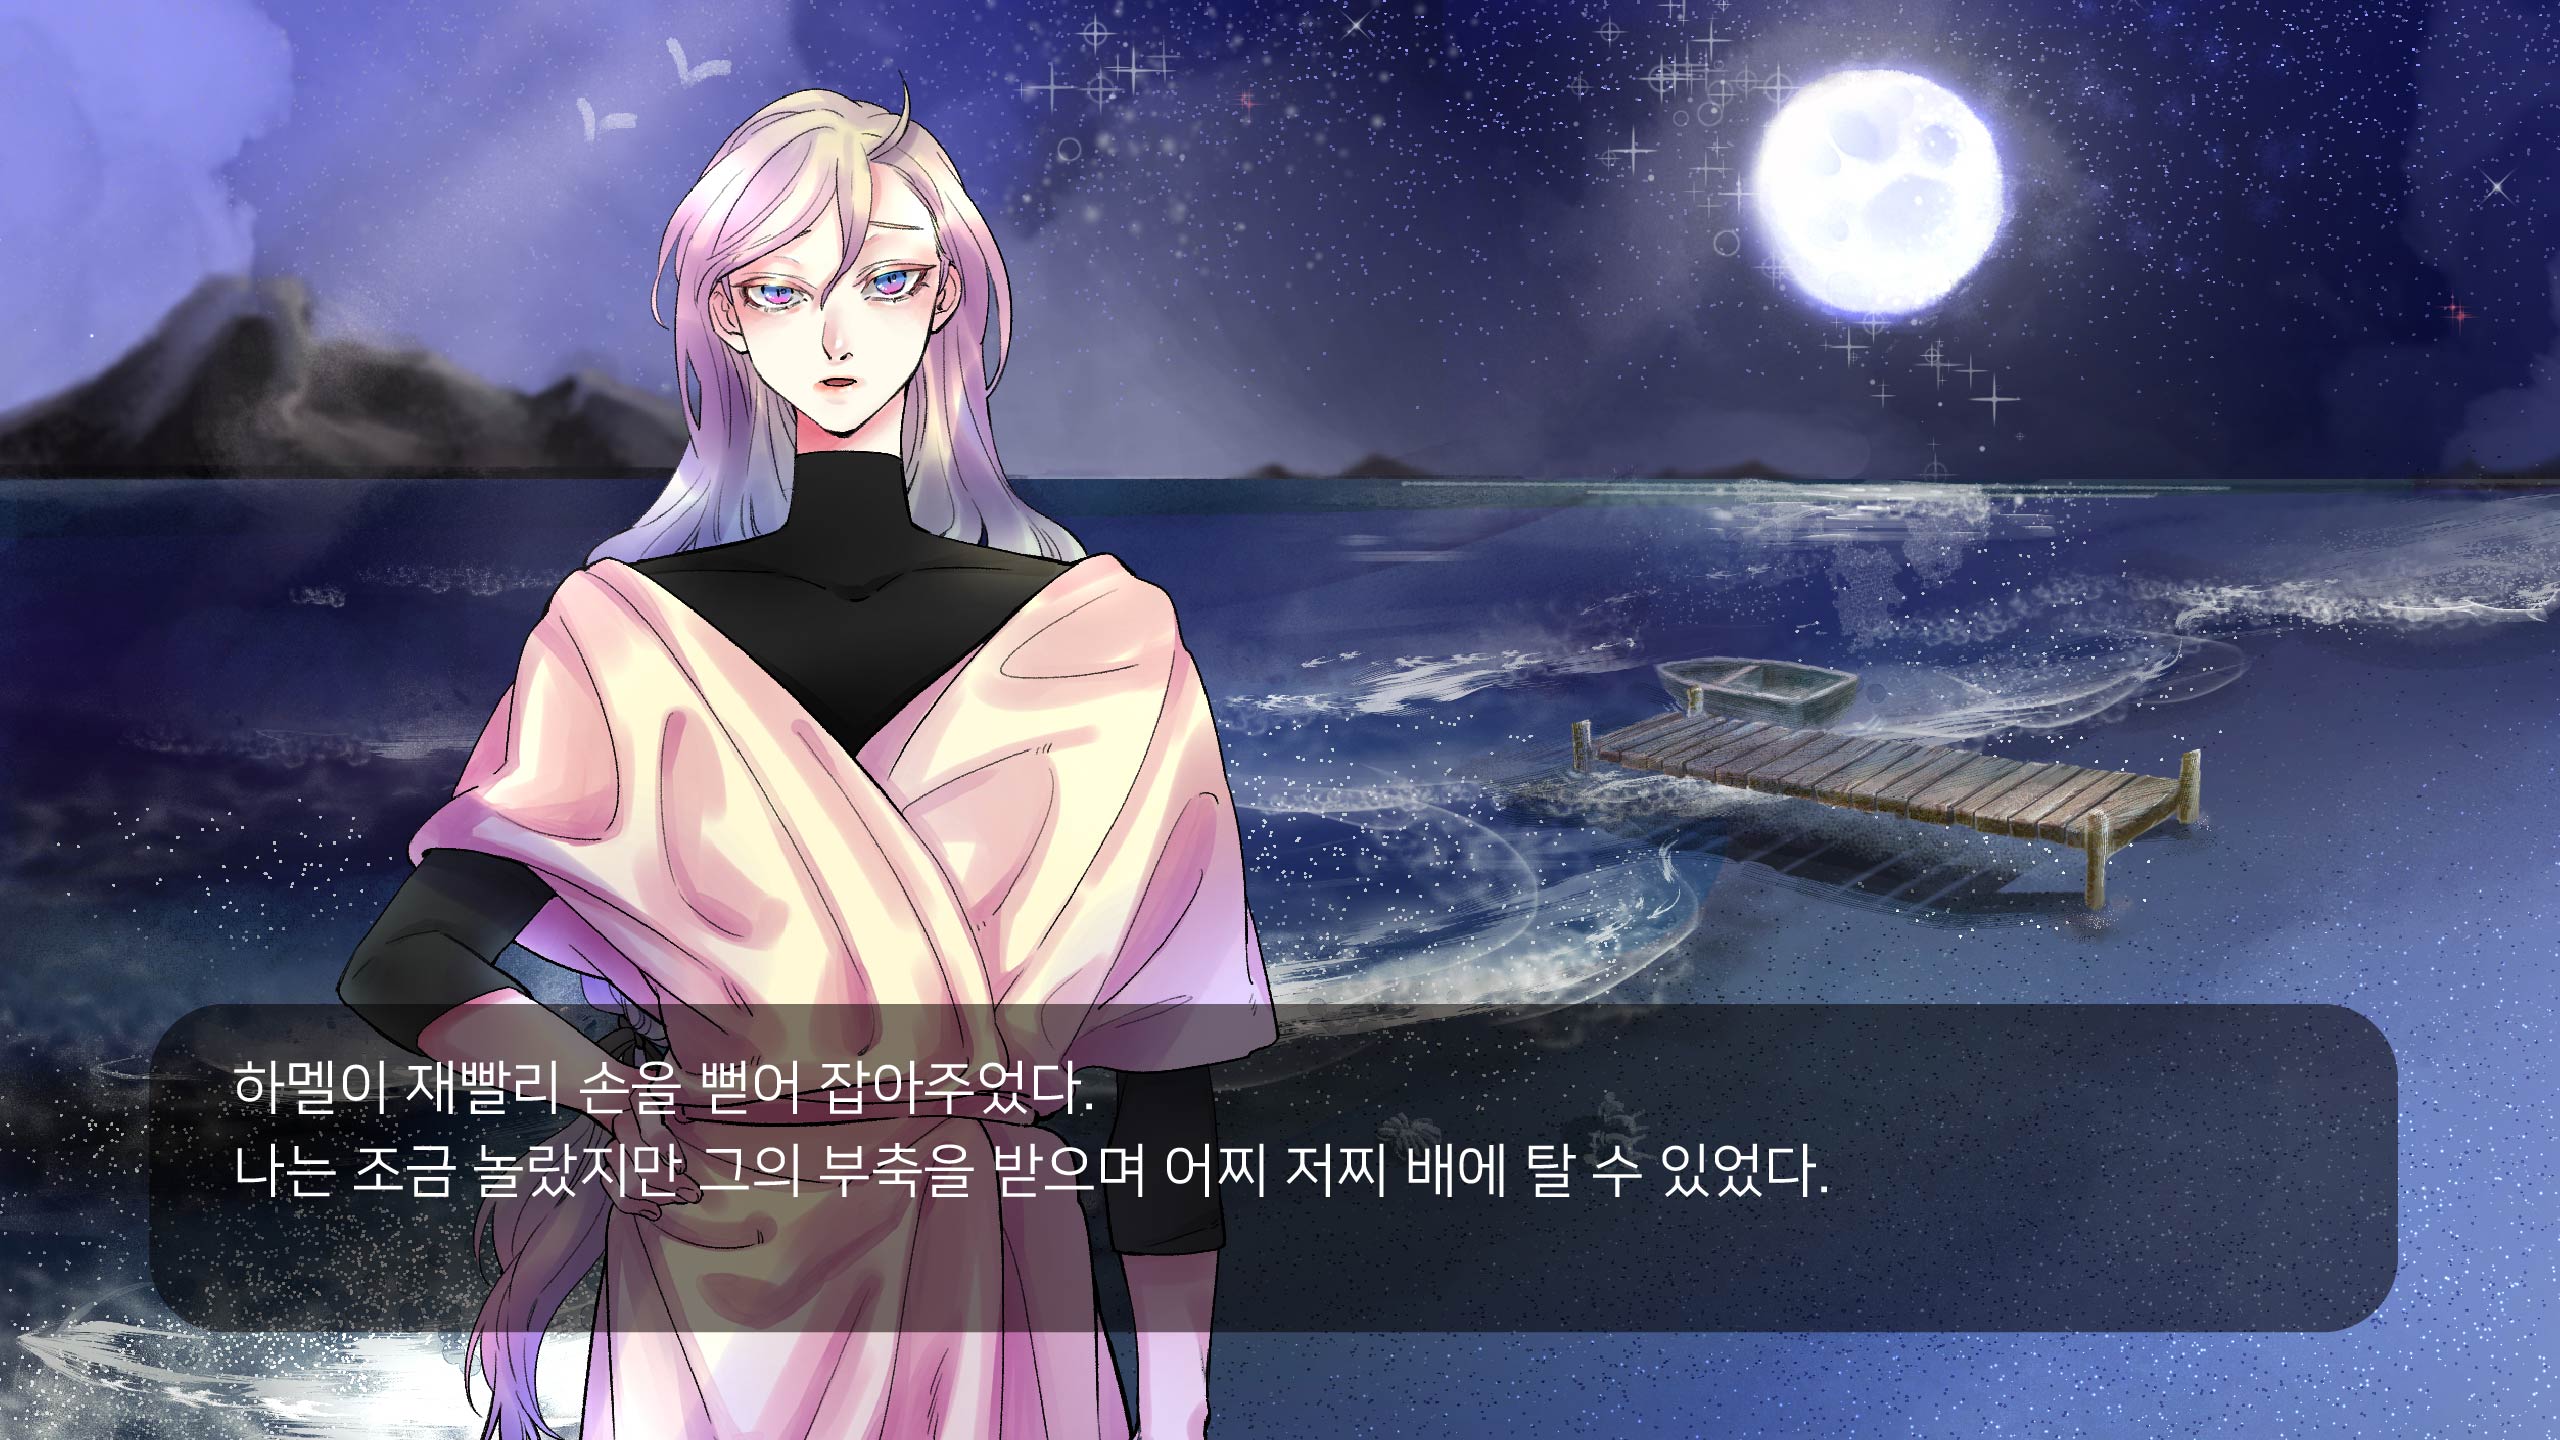 하멜이 재빨리 손을 뻗어 잡아주었다.
나는 조금 놀랐지만 그의 부축을 받으며 어찌 저찌 배에 탈 수 있었다.